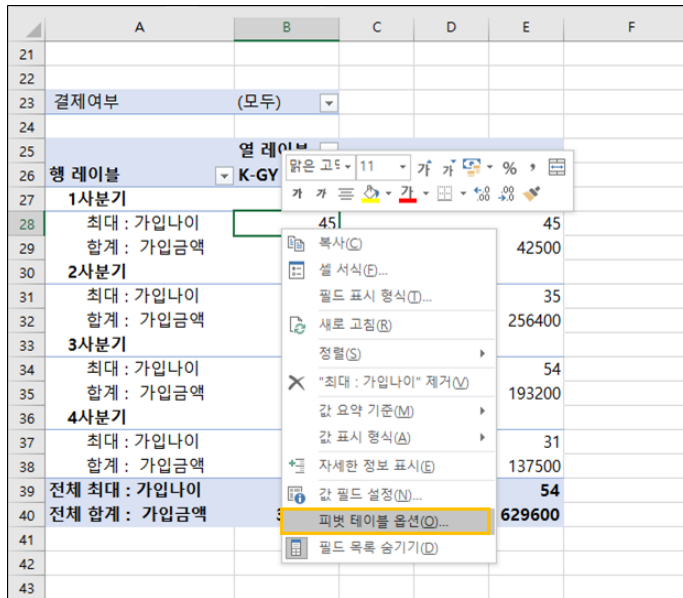 A B C D E F
21
22
23 결제여부 (모두)
24
25 열 레이블
26 행 레이블 K-GY
27 1사분기
28 최대 : 가입나이 45 45
29 합계 : 가입금액 42500
30 2사분기
31 최대 : 가입나이 35
32 합계 : 가입금액 256400
33 3사분기
34 최대 : 가입나이 54
35 합계 : 가입금액 193200
36 4사분기
37 최대 : 가입나이 31
38 합계 : 가입금액 137500
39 전체 최대 : 가입나이 54
40 전체 합계 : 가입금액 629600
41
42
43
맑은 고 11 가 가 % ,
가 가 가 .00
복사(C)
셀 서식(F)...
필드 표시 형식(T)...
새로 고침(R)
정렬(S)
"최대 : 가입나이" 제거(V)
값 요약 기준(M)
값 표시 형식(A)
자세한 정보 표시(E)
값 필드 설정(N)...
피벗 테이블 옵션(O)...
필드 목록 숨기기(D)